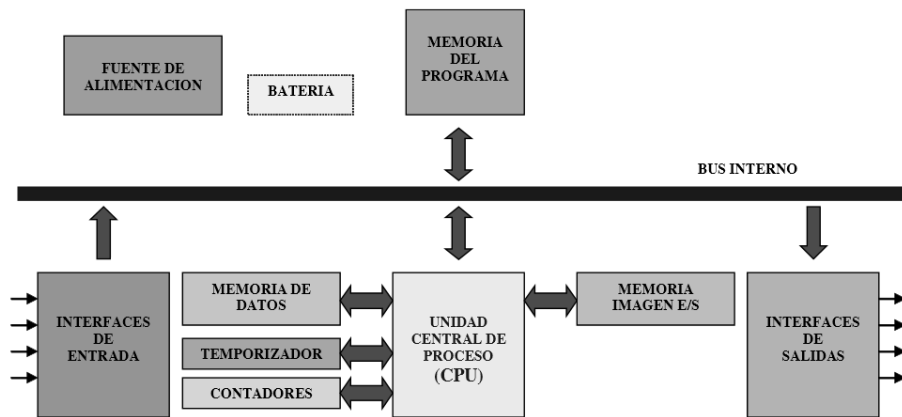 FUENTE DE
ALIMENTACION
BATERIA
MEMORIA
DEL
PROGRAMA
BUS INTERNO
INTERFACES
DE
ENTRADA
MEMORIA DE
DATOS
TEMPORIZADOR
CONTADORES
UNIDAD
CENTRAL DE
PROCESO
(CPU)
MEMORIA
IMAGEN E/S
INTERFACES
DE
SALIDAS